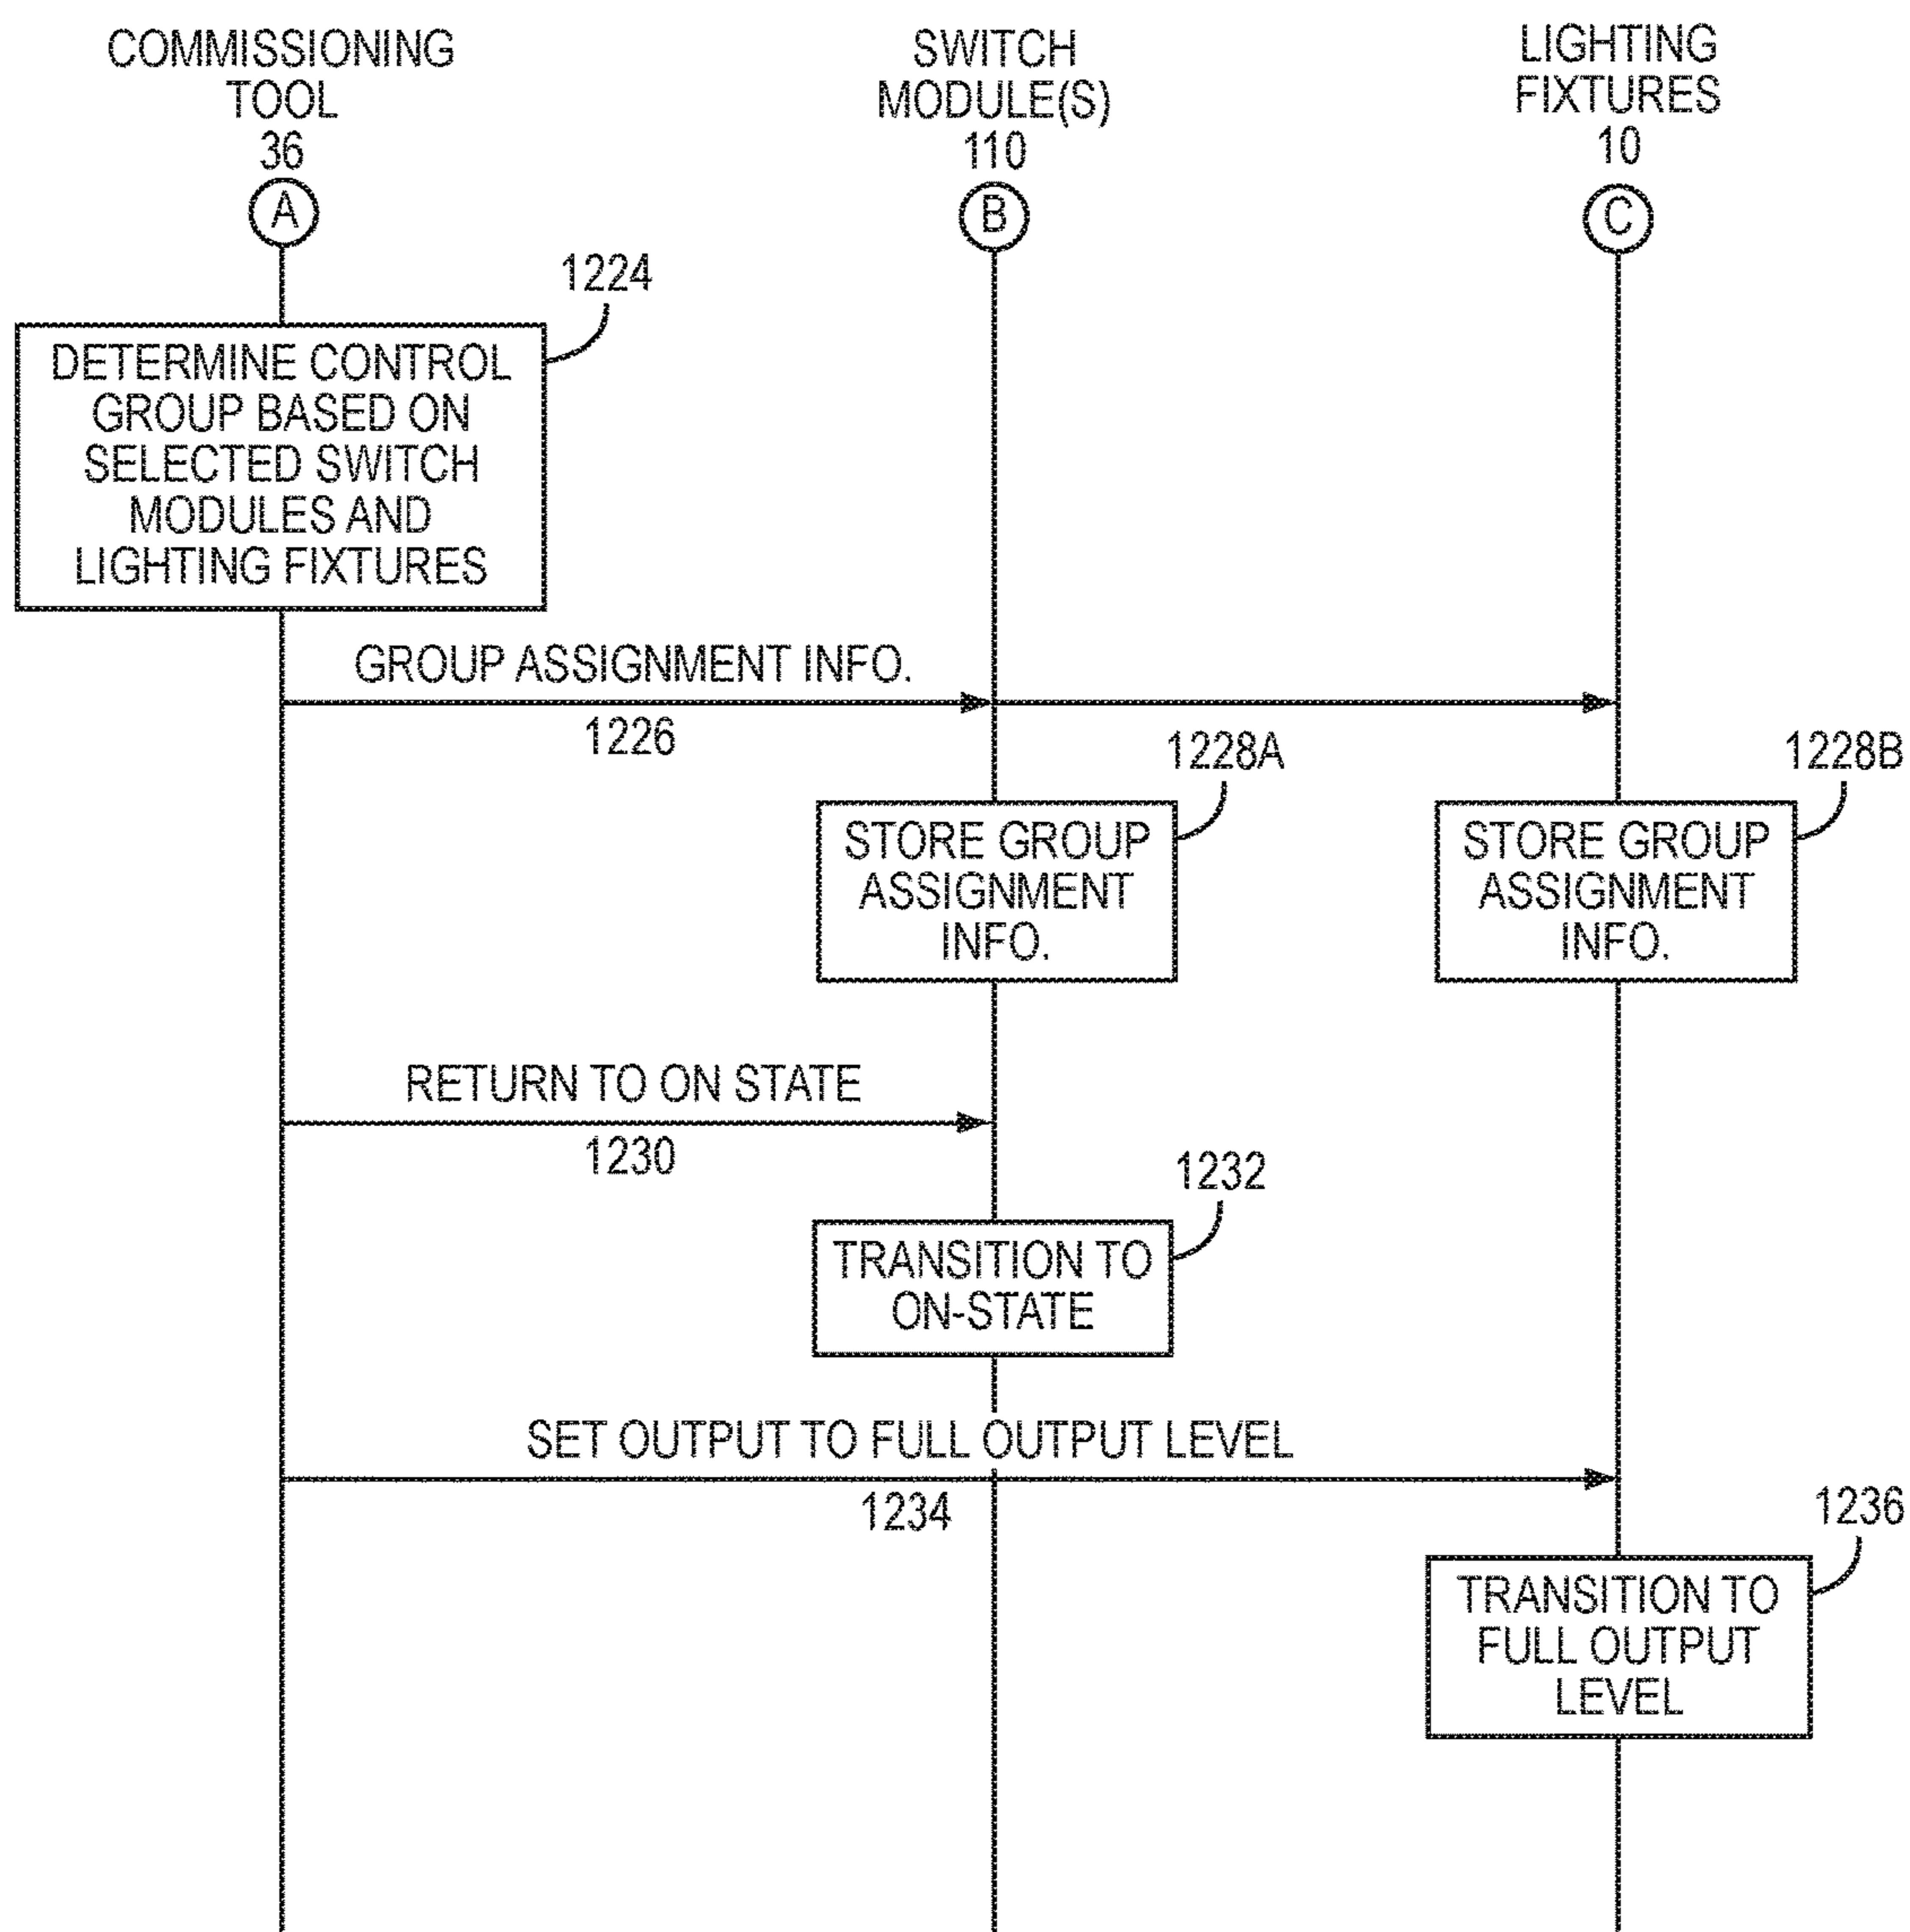 COMMISSIONING
TOOL
36
A
SWITCH
MODULE(S)
110
B
LIGHTING
FIXTURES
10
C
1224
DETERMINE CONTROL
GROUP BASED ON
SELECTED SWITCH
MODULES AND
LIGHTING FIXTURES
GROUP ASSIGNMENT INFO.
1226
1228A
STORE GROUP
ASSIGNMENT
INFO.
1228B
STORE GROUP
ASSIGNMENT
INFO.
RETURN TO ON STATE
1230
1232
TRANSITION TO
ON-STATE
SET OUTPUT TO FULL OUTPUT LEVEL
1234
1236
TRANSITION TO
FULL OUTPUT
LEVEL